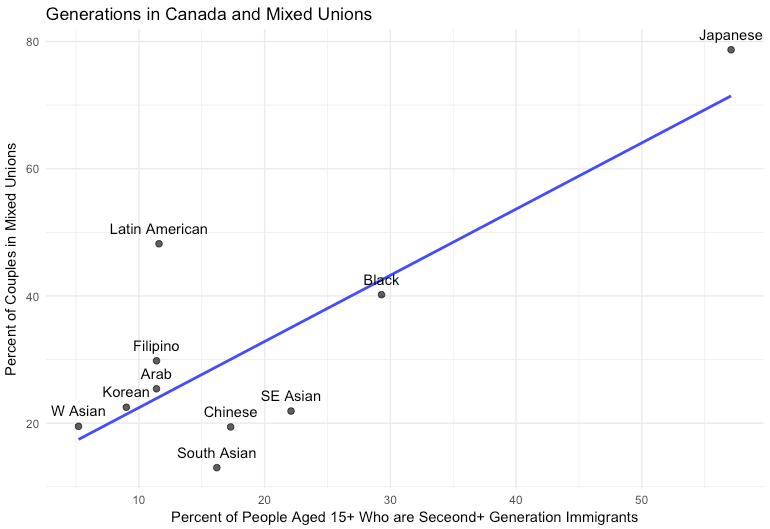 Generations in Canada and Mixed Unions
Percent of Couples in Mixed Unions
80
60
40
20
Japanese
Latin American
Black
Filipino
Arab
Korean
SE Asian
W Asian
Chinese
South Asian
10
20
30
40
50
Percent of People Aged 15+ Who are Seceond+ Generation Immigrants